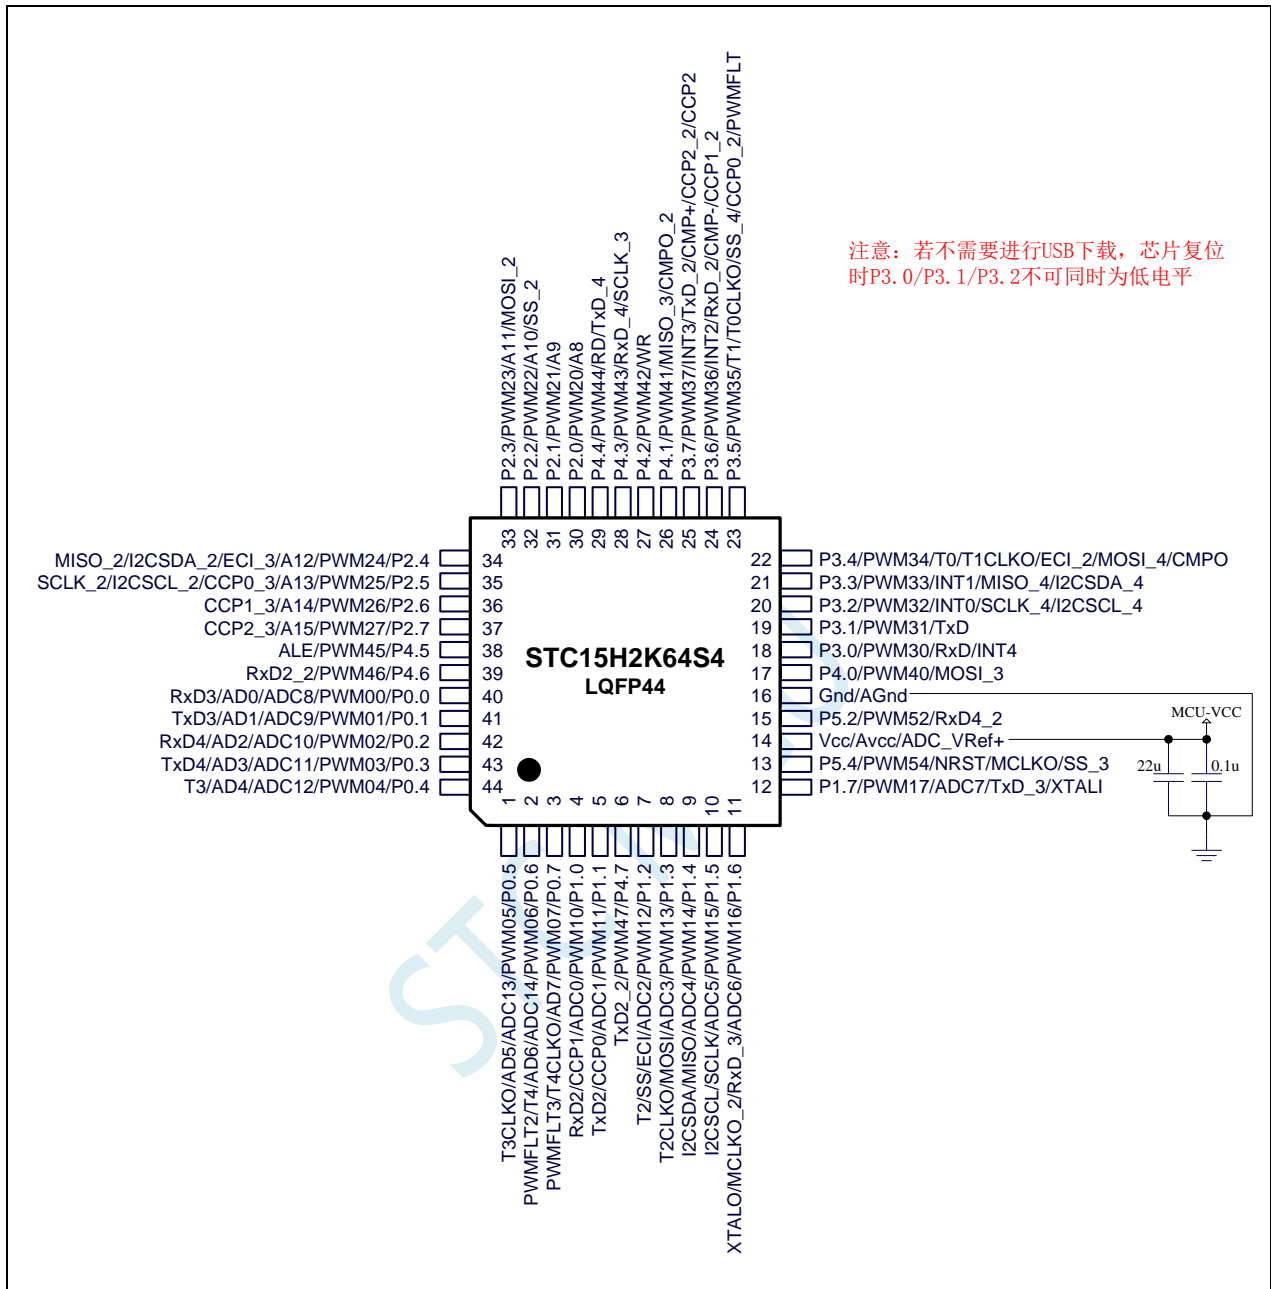 P2.3/PWM23/A11/MOSI_2
P2.2/PWM22/A10/SS_2
P2.1/PWM21/A9
P2.0/PWM20/A8
P4.4/PWM44/RD/TxD_4
P4.3/PWM43/RxD_4/SCLK_3
P4.2/PWM42/WR
P4.1/PWM41/MISO_3/CMPO_2
P3.7/PWM37/INT3/TxD_2/CMP+/CCP2_2/CCP2
P3.6/PWM36/INT2/RxD_2/CMP-/CCP1_2
P3.5/PWM35/T1/T0CLKO/SS_4/CCP0_2/PWMFLT
注意：若不需要进行USB下载，芯片复位
时P3.0/P3.1/P3.2不可同时为低电平
33 32 31 30 29 28 27 26 25 24 23
MISO_2/I2CSDA_2/ECI_3/A12/PWM24/P2.4 34
SCLK_2/I2CSCL_2/CCP0_3/A13/PWM25/P2.5 35
CCP1_3/A14/PWM26/P2.6 36
CCP2_3/A15/PWM27/P2.7 37
ALE/PWM45/P4.5 38
RxD2_2/PWM46/P4.6 39
RxD3/AD0/ADC8/PWM00/P0.0 40
TxD3/AD1/ADC9/PWM01/P0.1 41
RxD4/AD2/ADC10/PWM02/P0.2 42
TxD4/AD3/ADC11/PWM03/P0.3 43
T3/AD4/ADC12/PWM04/P0.4 44
STC15H2K64S4
LQFP44
22 P3.4/PWM34/T0/T1CLKO/ECI_2/MOSI_4/CMPO
21 P3.3/PWM33/INT1/MISO_4/I2CSDA_4
20 P3.2/PWM32/INT0/SCLK_4/I2CSCL_4
19 P3.1/PWM31/TxD
18 P3.0/PWM30/RxD/INT4
17 P4.0/PWM40/MOSI_3
16 Gnd/AGnd
15 P5.2/PWM52/RxD4_2
14 Vcc/Avcc/ADC_VRef+
13 P5.4/PWM54/NRST/MCLKO/SS_3
12 P1.7/PWM17/ADC7/TxD_3/XTALI
MCU-VCC
22u
0.1u
1 2 3 4 5 6 7 8 9 10 11
T3CLKO/AD5/ADC13/PWM05/P0.5
PWMFLT2/T4/AD6/ADC14/PWM06/P0.6
PWMFLT3/T4CLKO/AD7/PWM07/P0.7
RxD2/CCP1/ADC0/PWM10/P1.0
TxD2/CCP0/ADC1/PWM11/P1.1
TxD2_2/PWM47/P4.7
T2/SS/ECI/ADC2/PWM12/P1.2
T2CLKO/MOSI/ADC3/PWM13/P1.3
I2CSDA/MISO/ADC4/PWM14/P1.4
I2CSCL/SCLK/ADC5/PWM15/P1.5
XTALO/MCLKO_2/RxD_3/ADC6/PWM16/P1.6